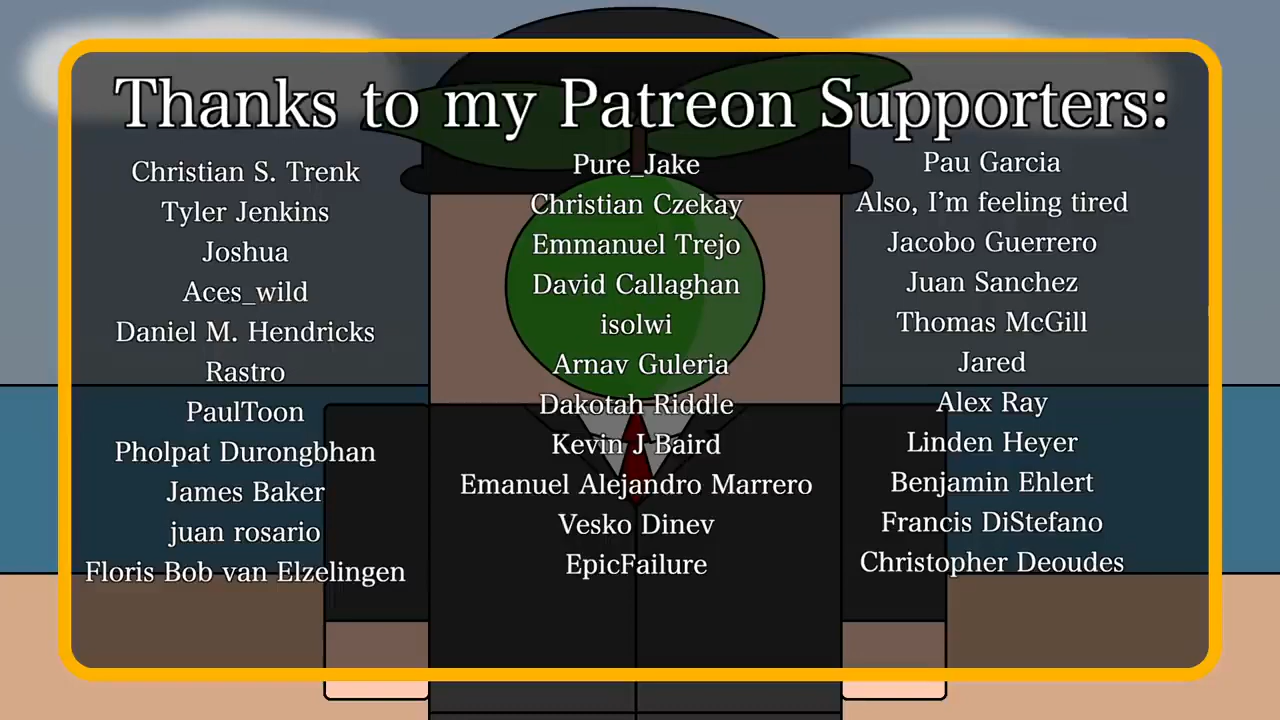 Thanks to my Patreon Supporters:
Christian S. Trenk
Tyler Jenkins
Joshua
Aces_wild
Daniel M. Hendricks
Rastro
PaulToon
Pholpat Durongbhan
James Baker
juan rosario
Floris Bob van Elzelingen
Pure_Jake
Christian Czekay
Emmanuel Trejo
David Callaghan
isolwi
Arnav Guleria
Dakotah Riddle
Kevin J Baird
Emanuel Alejandro Marrero
Vesko Dinev
EpicFailure
Pau Garcia
Also, I’m feeling tired
Jacobo Guerrero
Juan Sanchez
Thomas McGill
Jared
Alex Ray
Linden Heyer
Benjamin Ehlert
Francis DiStefano
Christopher Deoudes